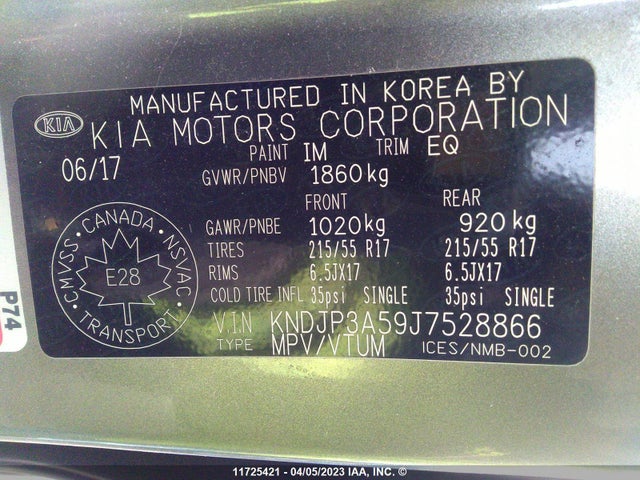 MANUFACTURED IN KOREA BY
KIA KIA MOTORS CORPORATION
06/17 PAINT IM TRIM EQ
GVWR/PNBV 1860kg
FRONT REAR
GAWR/PNBE 1020kg 920kg
TIRES 215/55 R17 215/55 R17
RIMS 6.5JX17 6.5JX17
COLD TIRE INFL 35psi SINGLE 35psi SINGLE
VIN KNDJP3A59J7528866
TYPE MPV/VTUM ICES/NMB-002
CANADA
CMVSS NSVAC
E28
TRANSPORT
P74
11725421 - 04/05/2023 IAA, INC. ©